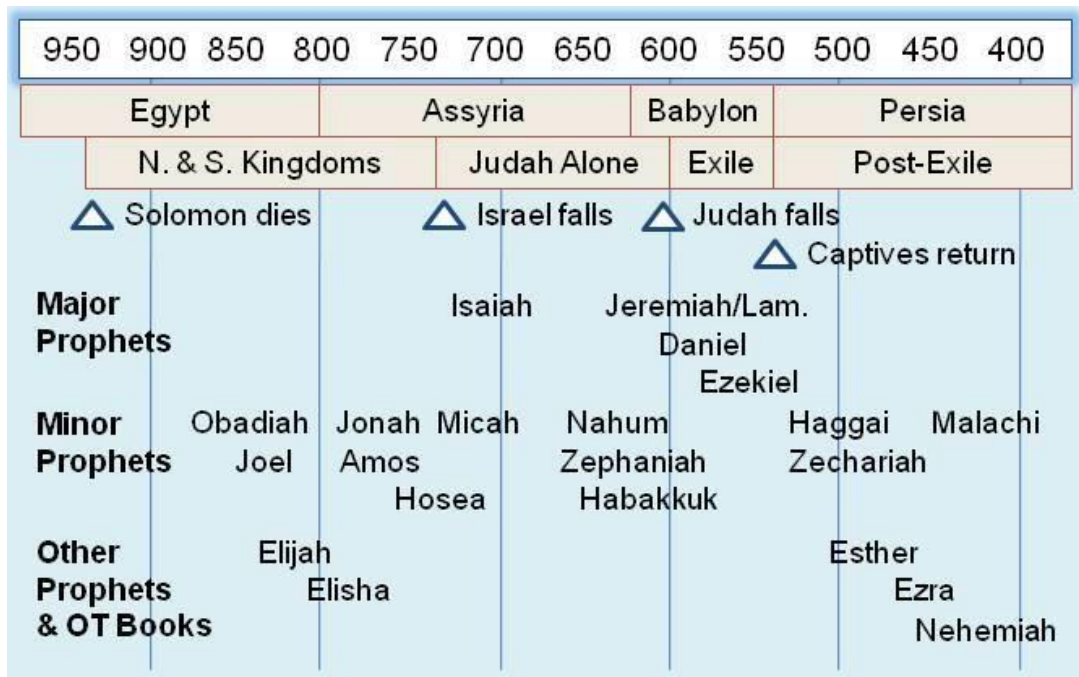 950 900 850 800 750 700 650 600 550 500 450 400
Egypt Assyria Babylon Persia
N. & S. Kingdoms Judah Alone Exile Post-Exile
Solomon dies Israel falls Judah falls
Captives return
Major Isaiah Jeremiah/Lam.
Prophets Daniel
Ezekiel
Minor Obadiah Jonah Micah Nahum Haggai Malachi
Prophets Joel Amos Zephaniah Zechariah
Hosea Habakkuk
Other Elijah Esther
Prophets Elisha Ezra
& OT Books Nehemiah